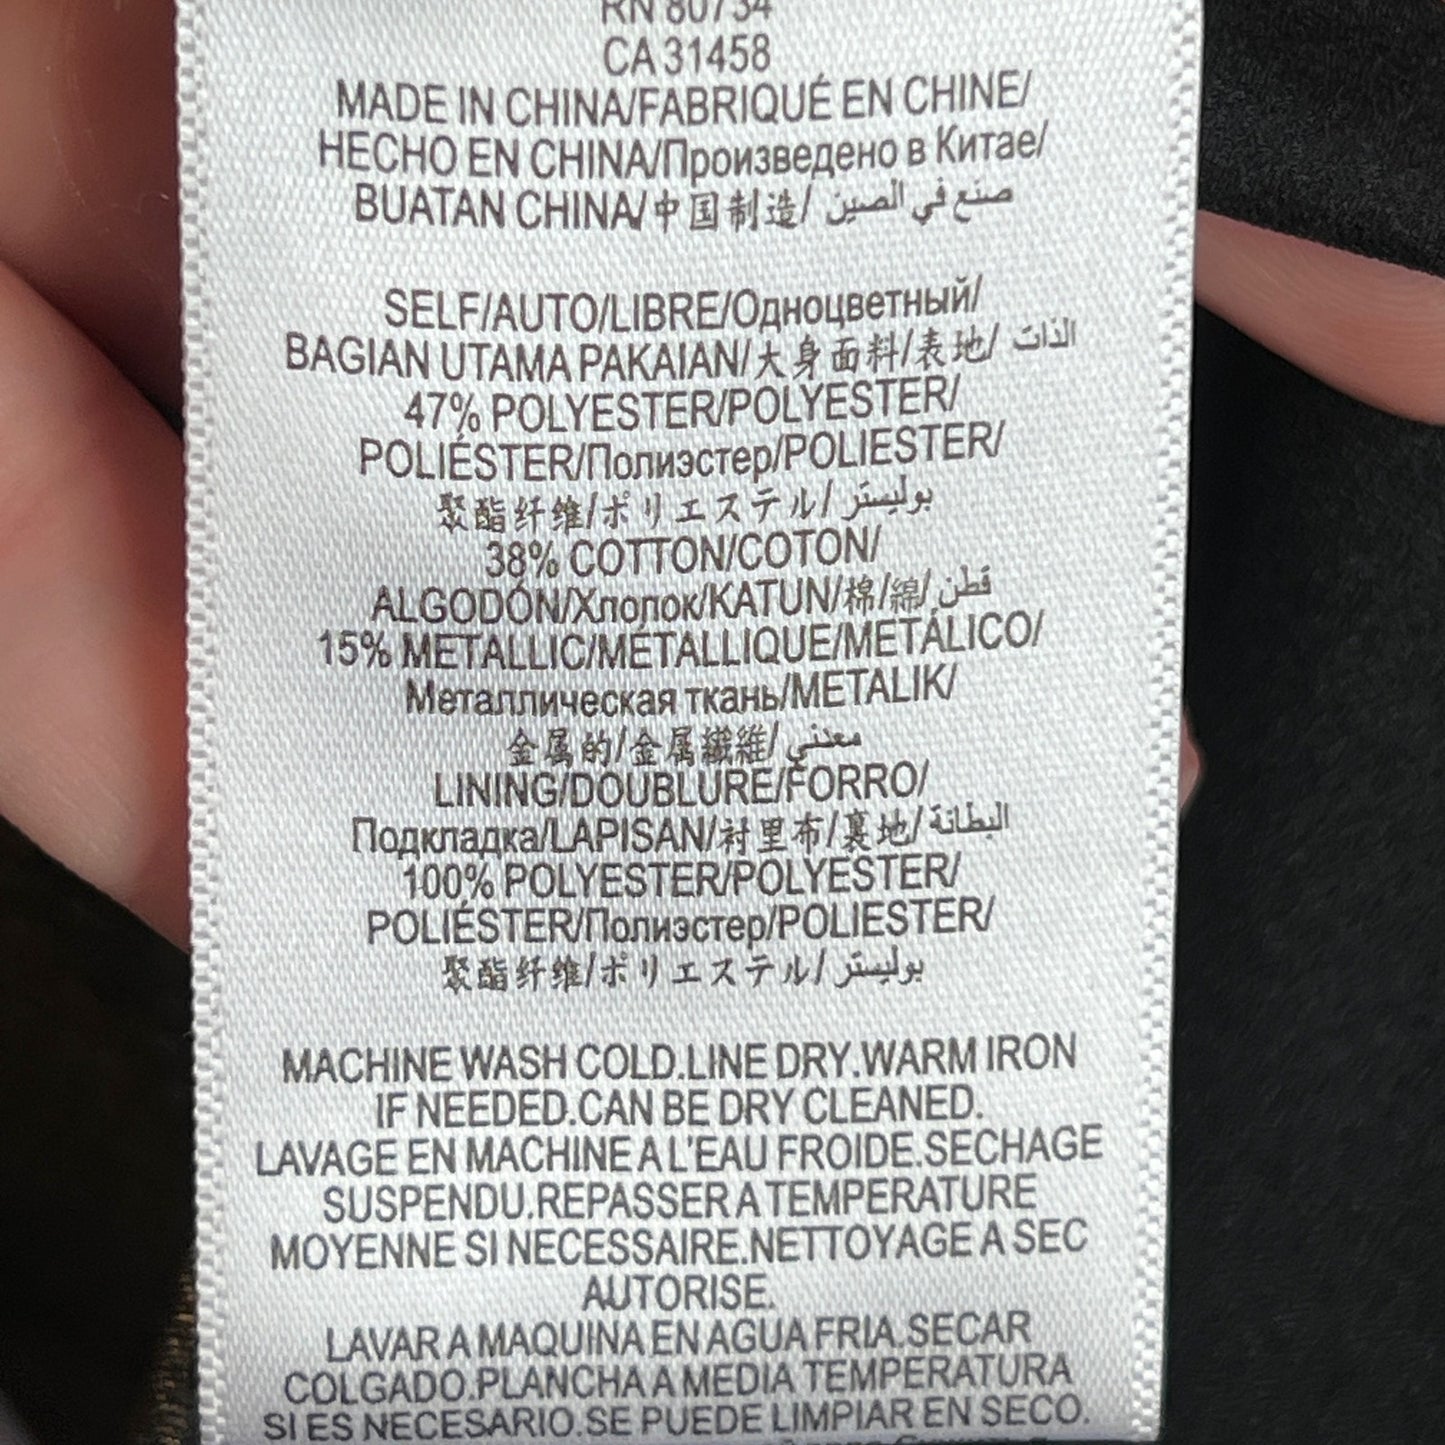 RN 80734
CA 31458
MADE IN CHINA/FABRIQUÉ EN CHINE/
HECHO EN CHINA/Произведено в Китае/
BUATAN CHINA/中国制造/ صنع في الصين
SELF/AUTO/LIBRE/Одноцветный/
BAGIAN UTAMA PAKAIAN/大身面料/表地/ الذات
47% POLYESTER/POLYESTER/
POLIÉSTER/Полиэстер/POLIESTER/
聚酯纤维/ポリエステル/ بوليستر
38% COTTON/COTON/
ALGODÓN/Хлопок/KATUN/棉/綿/ قطن
15% METALLIC/MÉTALLIQUE/METÁLICO/
Металлическая ткань/METALIK/
金属的/金属繊維/ معدني
LINING/DOUBLURE/FORRO/
Подкладка/LAPISAN/衬里布/裏地/ البطانة
100% POLYESTER/POLYESTER/
POLIÉSTER/Полиэстер/POLIESTER/
聚酯纤维/ポリエステル/ بوليستر
MACHINE WASH COLD.LINE DRY.WARM IRON
IF NEEDED.CAN BE DRY CLEANED.
LAVAGE EN MACHINE A L'EAU FROIDE.SECHAGE
SUSPENDU.REPASSER A TEMPERATURE
MOYENNE SI NECESSAIRE.NETTOYAGE A SEC
AUTORISE.
LAVAR A MAQUINA EN AGUA FRIA.SECAR
COLGADO.PLANCHA A MEDIA TEMPERATURA
SI ES NECESARIO.SE PUEDE LIMPIAR EN SECO.